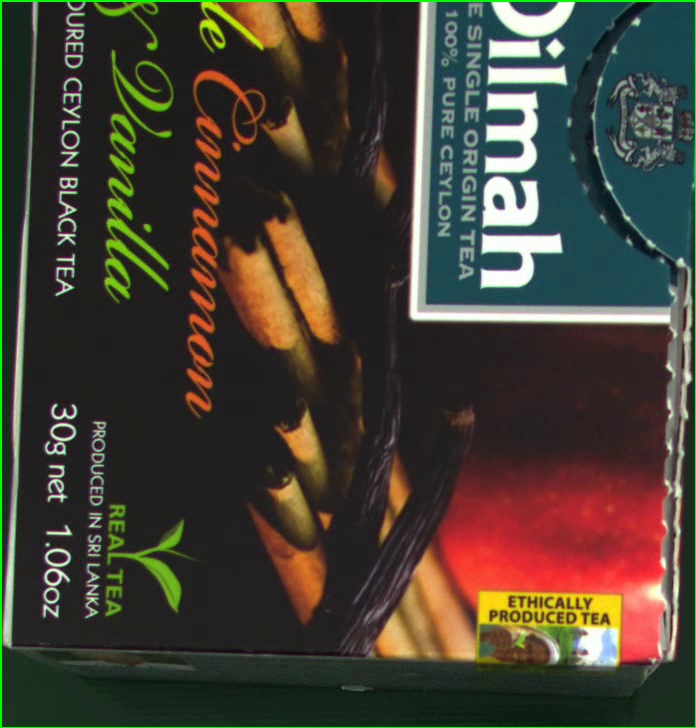 Dilmah
E SINGLE ORIGIN TEA
100% PURE CEYLON
Cinnamon
& Vanilla
OURED CEYLON BLACK TEA
REAL TEA
PRODUCED IN SRI LANKA
30g net 1.06oz
ETHICALLY
PRODUCED TEA